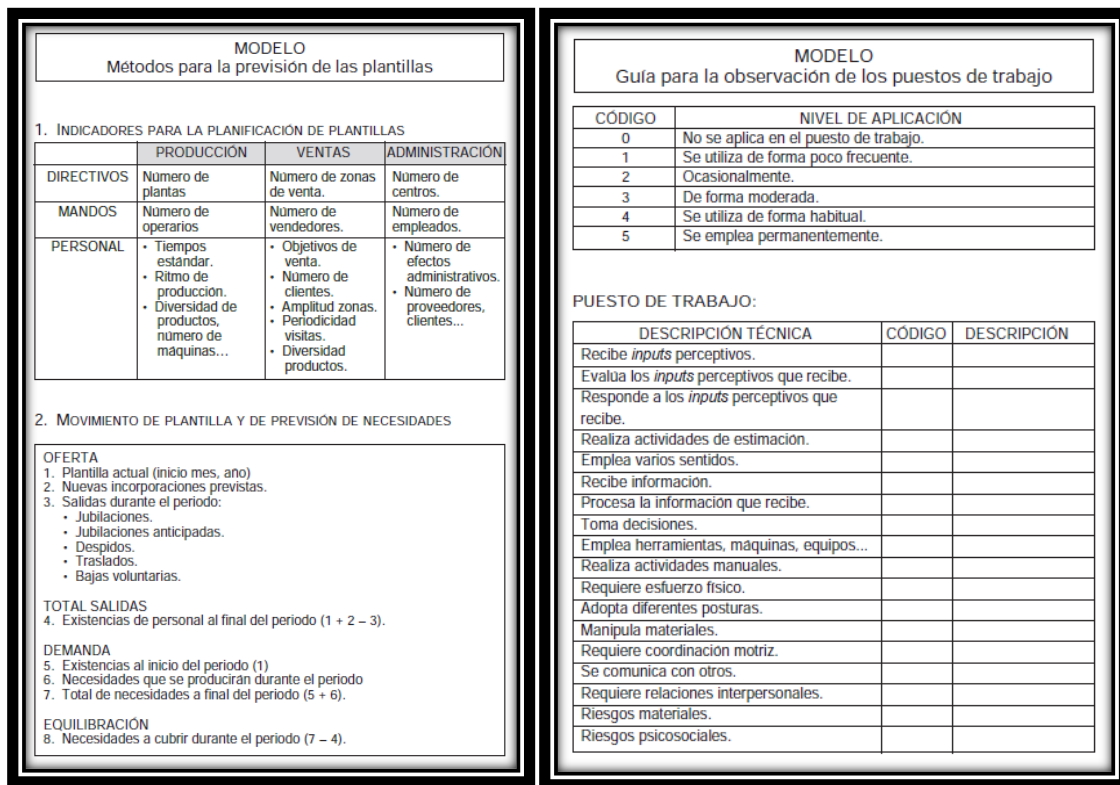 MODELO
Métodos para la previsión de las plantillas
1. INDICADORES PARA LA PLANIFICACIÓN DE PLANTILLAS
PRODUCCIÓN VENTAS ADMINISTRACIÓN
DIRECTIVOS Número de plantas Número de zonas de venta. Número de centros.
MANDOS Número de operarios Número de vendedores. Número de empleados.
PERSONAL
• Tiempos
estándar.
• Ritmo de
producción.
• Diversidad de
productos,
número de
máquinas...
• Objetivos de
venta.
• Número de
clientes.
• Amplitud zonas.
• Periodicidad
visitas.
• Diversidad
productos.
• Número de
efectos
administrativos.
• Número de
proveedores,
clientes...
2. MOVIMIENTO DE PLANTILLA Y DE PREVISIÓN DE NECESIDADES
OFERTA
1. Plantilla actual (inicio mes, año)
2. Nuevas incorporaciones previstas.
3. Salidas durante el periodo:
• Jubilaciones.
• Jubilaciones anticipadas.
• Despidos.
• Traslados.
• Bajas voluntarias.
TOTAL SALIDAS
4. Existencias de personal al final del periodo (1 + 2 – 3).
DEMANDA
5. Existencias al inicio del periodo (1)
6. Necesidades que se producirán durante el periodo
7. Total de necesidades a final del periodo (5 + 6).
EQUILIBRACIÓN
8. Necesidades a cubrir durante el periodo (7 – 4).
MODELO
Guía para la observación de los puestos de trabajo
CÓDIGO NIVEL DE APLICACIÓN
0 No se aplica en el puesto de trabajo.
1 Se utiliza de forma poco frecuente.
2 Ocasionalmente.
3 De forma moderada.
4 Se utiliza de forma habitual.
5 Se emplea permanentemente.
PUESTO DE TRABAJO:
DESCRIPCIÓN TÉCNICA CÓDIGO DESCRIPCIÓN
Recibe inputs perceptivos.
Evalúa los inputs perceptivos que recibe.
Responde a los inputs perceptivos que
recibe.
Realiza actividades de estimación.
Emplea varios sentidos.
Recibe información.
Procesa la información que recibe.
Toma decisiones.
Emplea herramientas, máquinas, equipos...
Realiza actividades manuales.
Requiere esfuerzo físico.
Adopta diferentes posturas.
Manipula materiales.
Requiere coordinación motriz.
Se comunica con otros.
Requiere relaciones interpersonales.
Riesgos materiales.
Riesgos psicosociales.